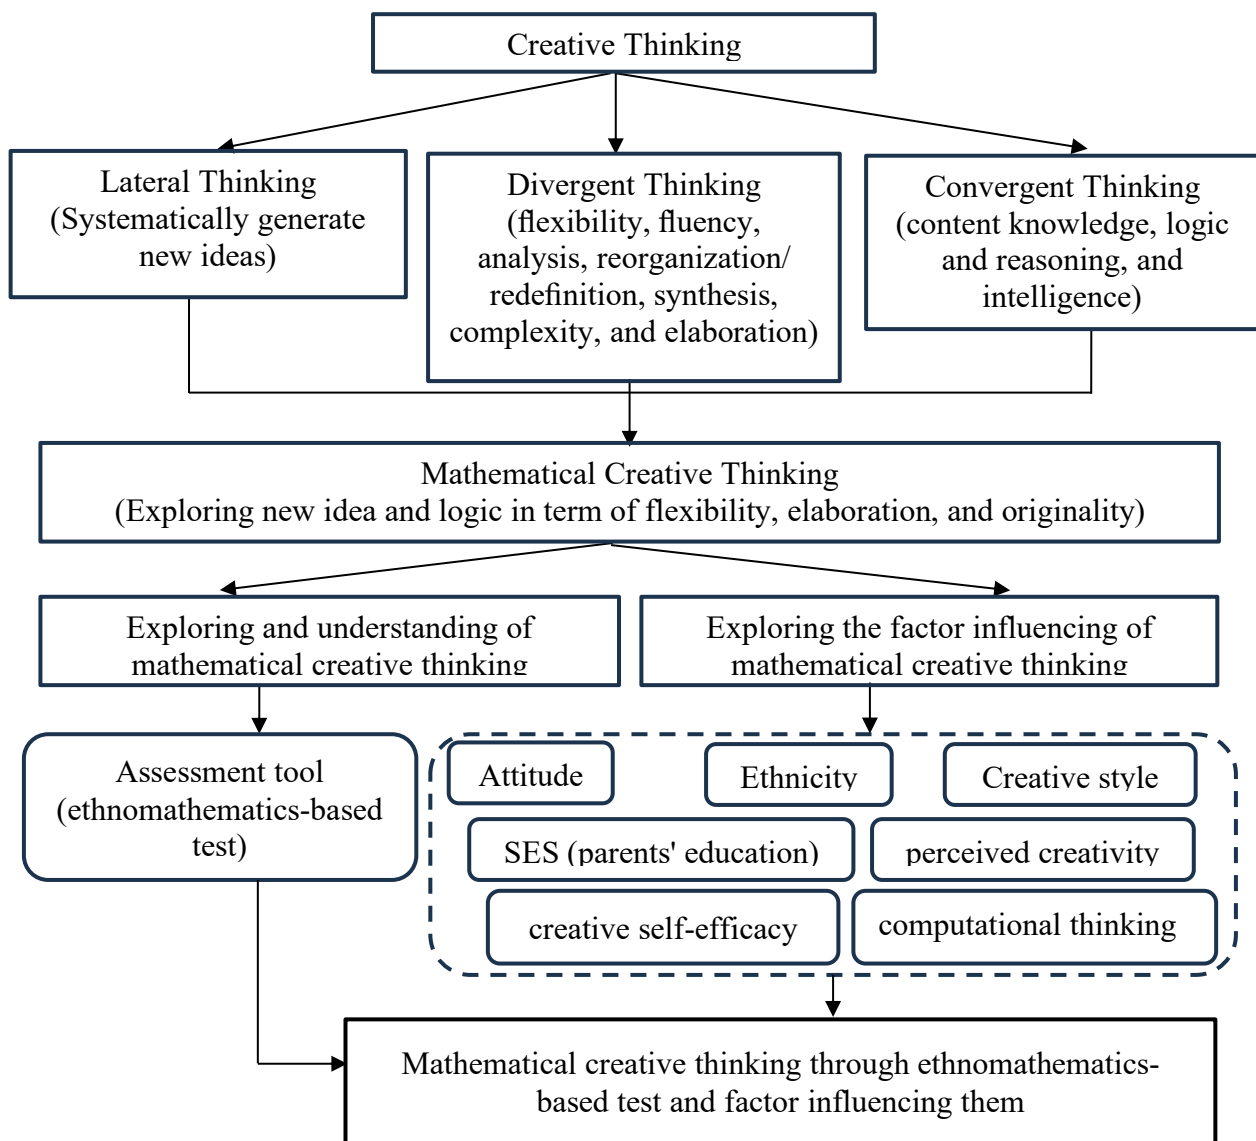 Creative Thinking
Lateral Thinking
(Systematically generate
new ideas)
Divergent Thinking
(flexibility, fluency,
analysis, reorganization/
redefinition, synthesis,
complexity, and elaboration)
Convergent Thinking
(content knowledge, logic
and reasoning, and
intelligence)
Mathematical Creative Thinking
(Exploring new idea and logic in term of flexibility, elaboration, and originality)
Exploring and understanding of
mathematical creative thinking
Exploring the factor influencing of
mathematical creative thinking
Assessment tool
(ethnomathematics-based
test)
Attitude
Ethnicity
Creative style
SES (parents' education)
perceived creativity
creative self-efficacy
computational thinking
Mathematical creative thinking through ethnomathematics-
based test and factor influencing them